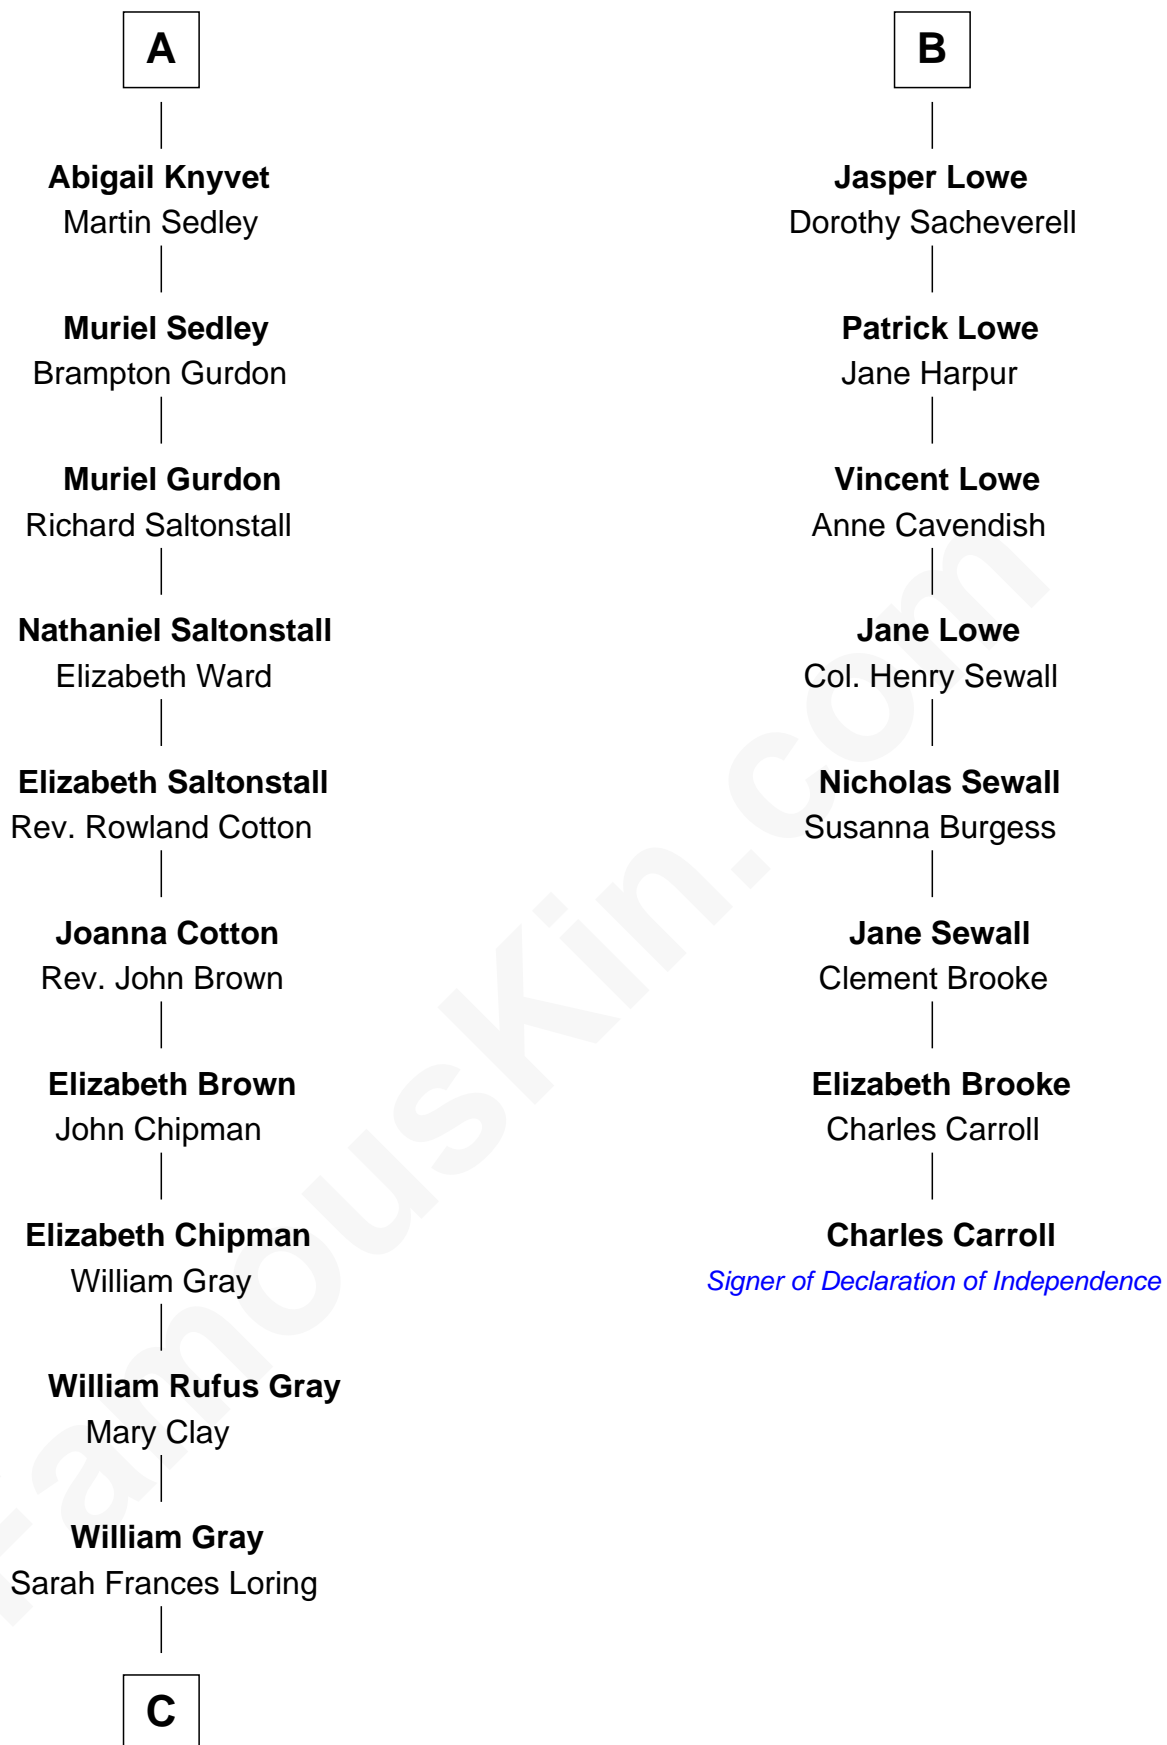 A
Abigail Knyvet
Martin Sedley
Muriel Sedley
Brampton Gurdon
Muriel Gurdon
Richard Saltonstall
Nathaniel Saltonstall
Elizabeth Ward
Elizabeth Saltonstall
Rev. Rowland Cotton
Joanna Cotton
Rev. John Brown
Elizabeth Brown
John Chipman
Elizabeth Chipman
William Gray
William Rufus Gray
Mary Clay
William Gray
Sarah Frances Loring
C
B
Jasper Lowe
Dorothy Sacheverell
Patrick Lowe
Jane Harpur
Vincent Lowe
Anne Cavendish
Jane Lowe
Col. Henry Sewall
Nicholas Sewall
Susanna Burgess
Jane Sewall
Clement Brooke
Elizabeth Brooke
Charles Carroll
Charles Carroll
Signer of Declaration of Independence
FamousKin.com